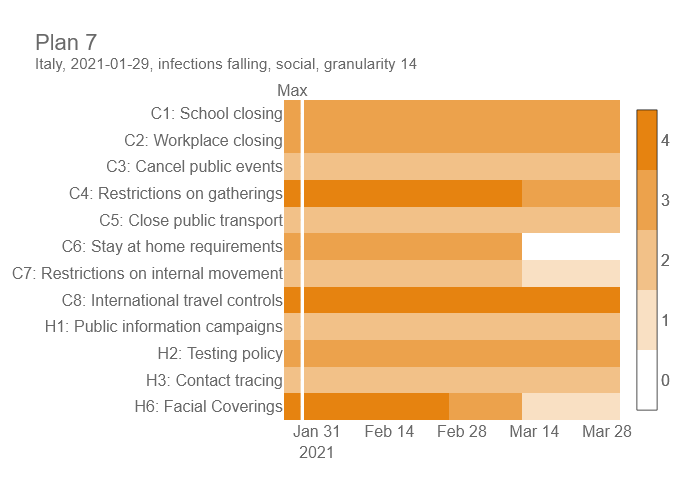 Plan 7
Italy, 2021-01-29, infections falling, social, granularity 14
Max
C1: School closing
C2: Workplace closing
C3: Cancel public events
C4: Restrictions on gatherings
C5: Close public transport
C6: Stay at home requirements
C7: Restrictions on internal movement
C8: International travel controls
H1: Public information campaigns
H2: Testing policy
H3: Contact tracing
H6: Facial Coverings
Jan 31 Feb 14 Feb 28 Mar 14 Mar 28
2021
4
3
2
1
0